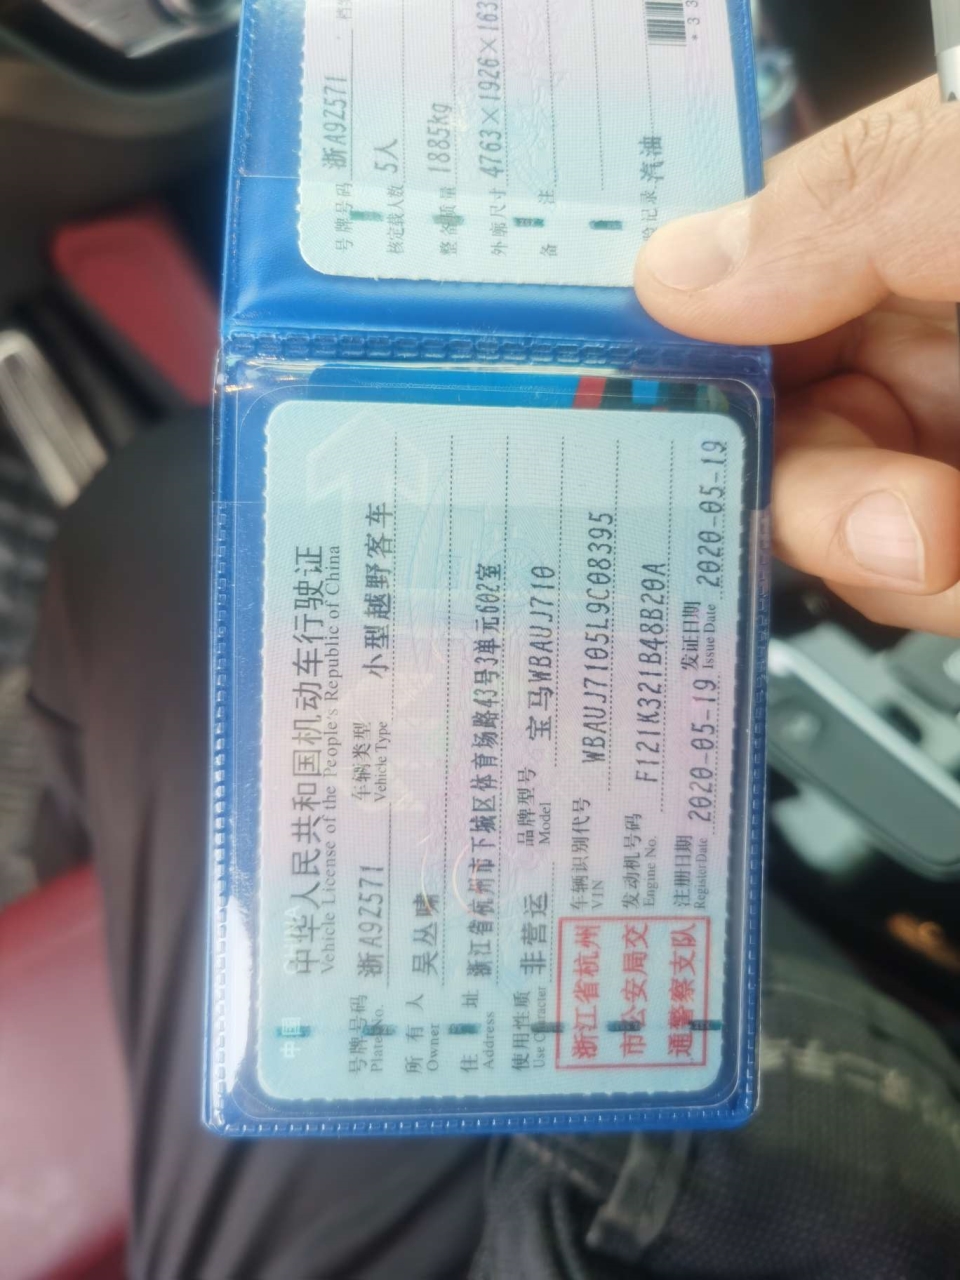 中华人民共和国机动车行驶证
Vehicle License of the People's Republic of China
号牌号码 浙A9Z571 车辆类型 小型越野客车
Plate No. Vehicle Type
所有人 吴丛啸
Owner
住址 浙江省杭州市下城区体育场路43号3单元602室
Address
使用性质 非营运 品牌型号 宝马WBAUJ710
Use Character Model
浙江省杭州
市公安局交
通警察支队
车辆识别代号 WBAUJ7105L9C08395
VIN
发动机号码 F121K321B48B20A
Engine No.
注册日期 2020-05-19 发证日期 2020-05-19
Register Date Issue Date
号牌号码 浙A9Z571
核定载人数 5人
整备质量 1885kg
外廓尺寸 4763×1926×163
备注
记录 汽油
*33